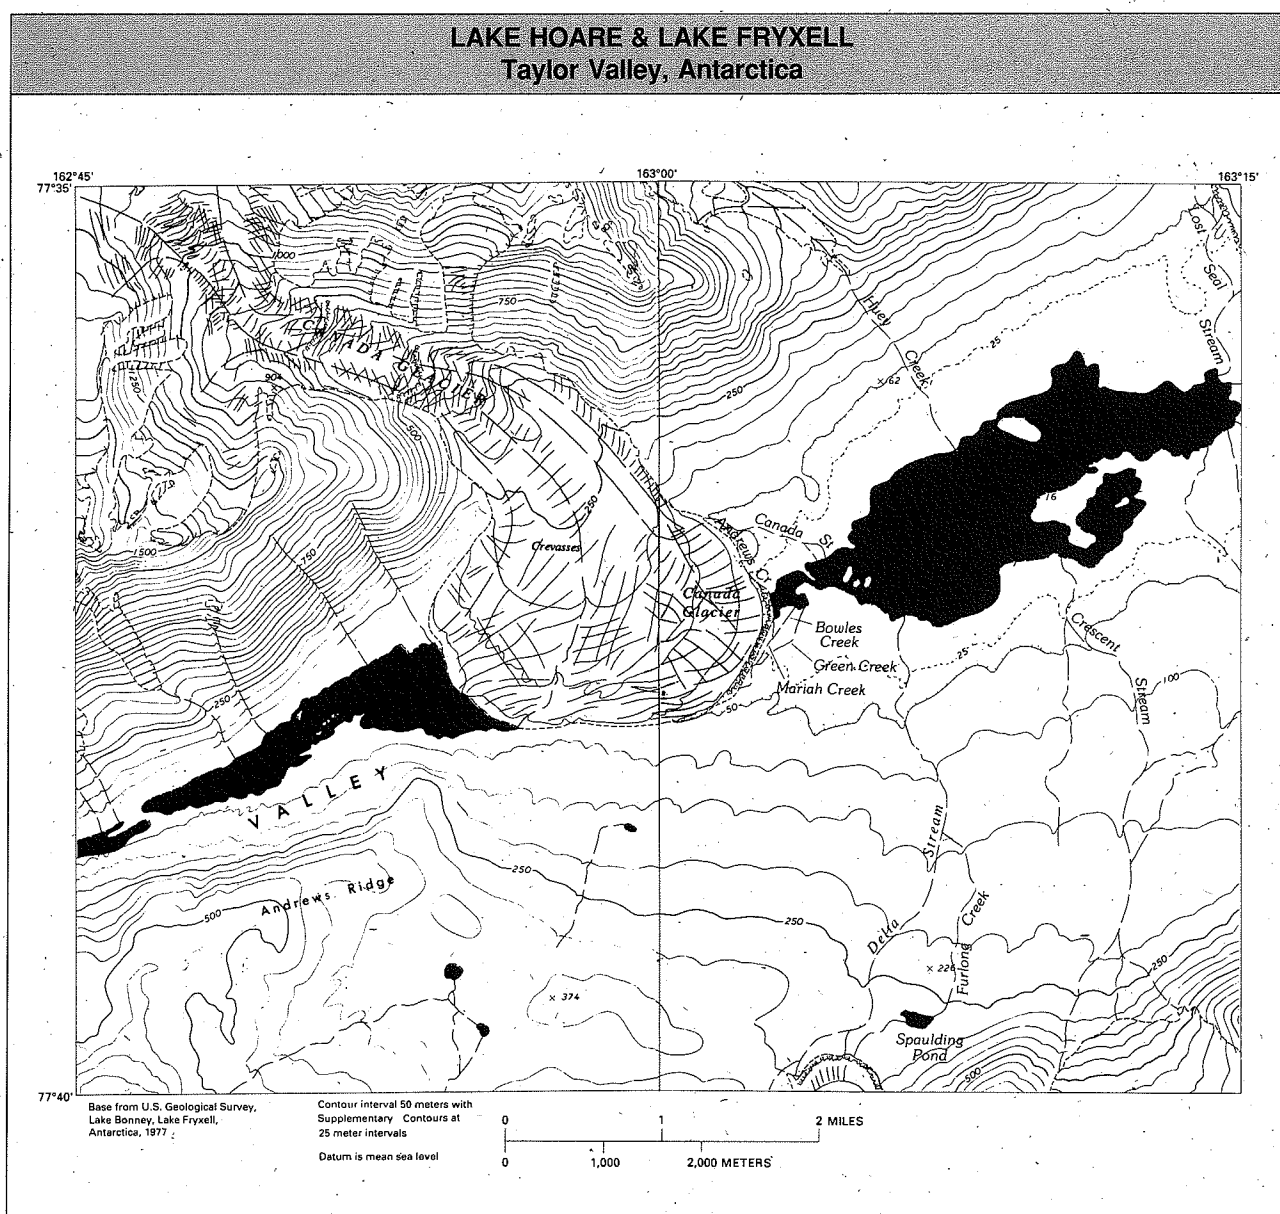 LAKE HOARE & LAKE FRYXELL
Taylor Valley, Antarctica
162°45'
163°00'
163°15'
77°35'
Lost
Seal
Stream
1000
750
Huey
Creek
25
CANADA GLACIER
904
×62
250
1250
500
250
16
Andrews Cr.
Canada
St.
Crevasses
1500
750
Canada
Glacier
Bowles
Creek
Green Creek
Mariah Creek
25
Crescent
Stream
100
250
50
VALLEY
Stream
250
Andrews Ridge
500
250
Delta
Creek
Furlong
× 226
250
× 374
Spaulding
Pond
500
77°40'
Base from U.S. Geological Survey,
Lake Bonney, Lake Fryxell,
Antarctica, 1977
Contour interval 50 meters with
Supplementary Contours at
25 meter intervals
Datum is mean sea level
0 1 2 MILES
0 1,000 2,000 METERS